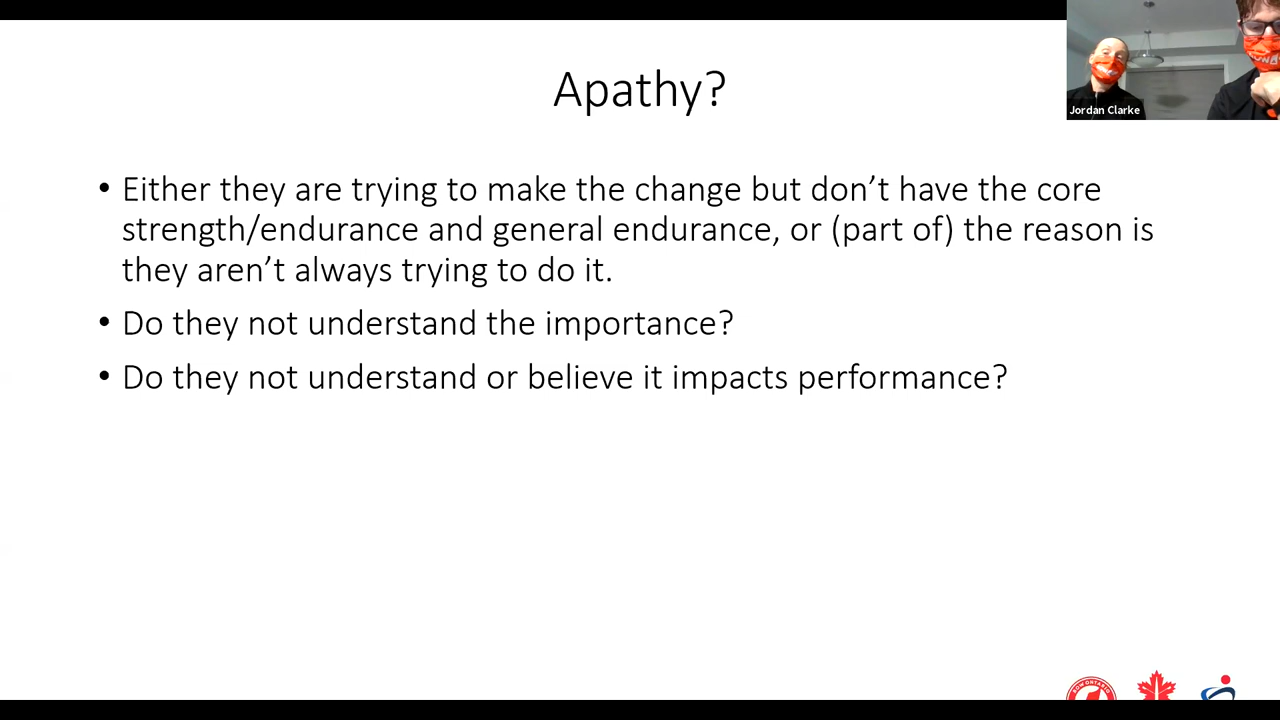 Apathy?
Jordan Clarke
• Either they are trying to make the change but don’t have the core
strength/endurance and general endurance, or (part of) the reason is
they aren’t always trying to do it.
• Do they not understand the importance?
• Do they not understand or believe it impacts performance?
ROW ONTARIO